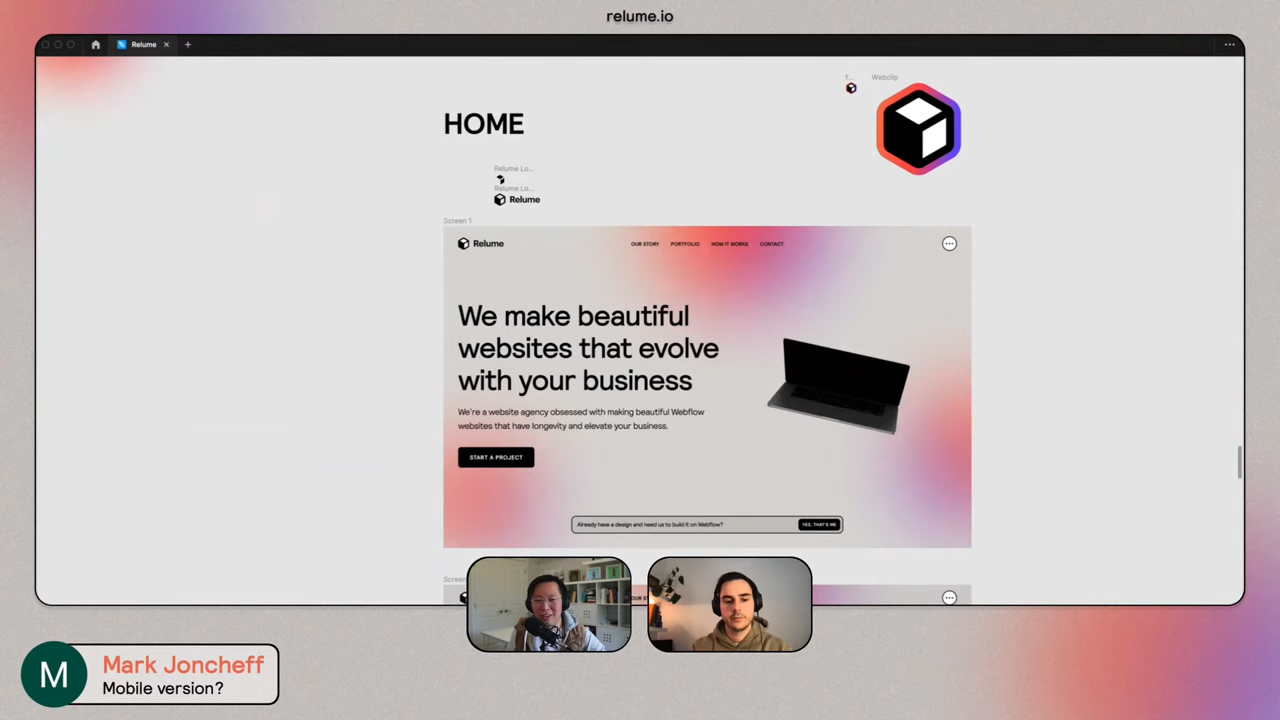 relume.io
Relume
f...
Webclip
HOME
Relume Lo...
Relume Lo...
Relume
Screen 1
Relume
OUR STORY
PORTFOLIO
HOW IT WORKS
CONTACT
We make beautiful
websites that evolve
with your business
We're a website agency obsessed with making beautiful Webflow
websites that have longevity and elevate your business.
START A PROJECT
Already have a design and need us to build it on Webflow?
YES, THAT'S ME
Screen
OUR ST
M
Mark Joncheff
Mobile version?